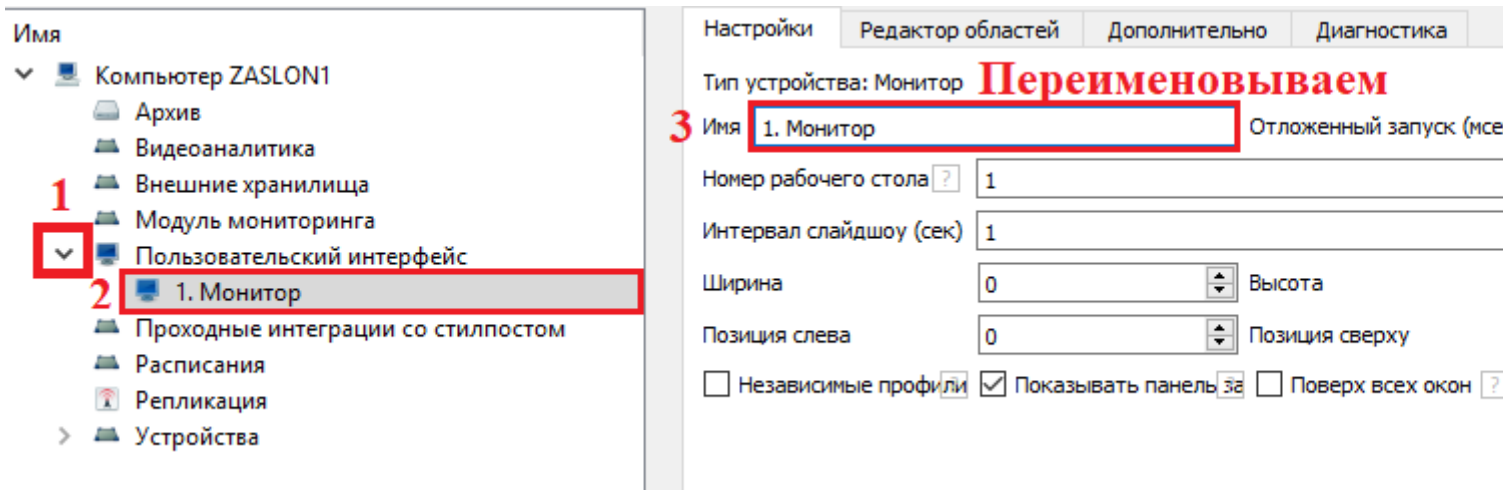 Имя
Компьютер ZASLON1
Архив
Видеоаналитика
Внешние хранилища
1
Модуль мониторинга
Пользовательский интерфейс
2 1. Монитор
Проходные интеграции со стилпостом
Расписания
Репликация
Устройства
Настройки Редактор областей Дополнительно Диагностика
Тип устройства: Монитор Переименовываем
3 Имя 1. Монитор Отложенный запуск (мсе
Номер рабочего стола ? 1
Интервал слайдшоу (сек) 1
Ширина 0 Высота
Позиция слева 0 Позиция сверху
Независимые профили ? Показывать панель за ? Поверх всех окон ?